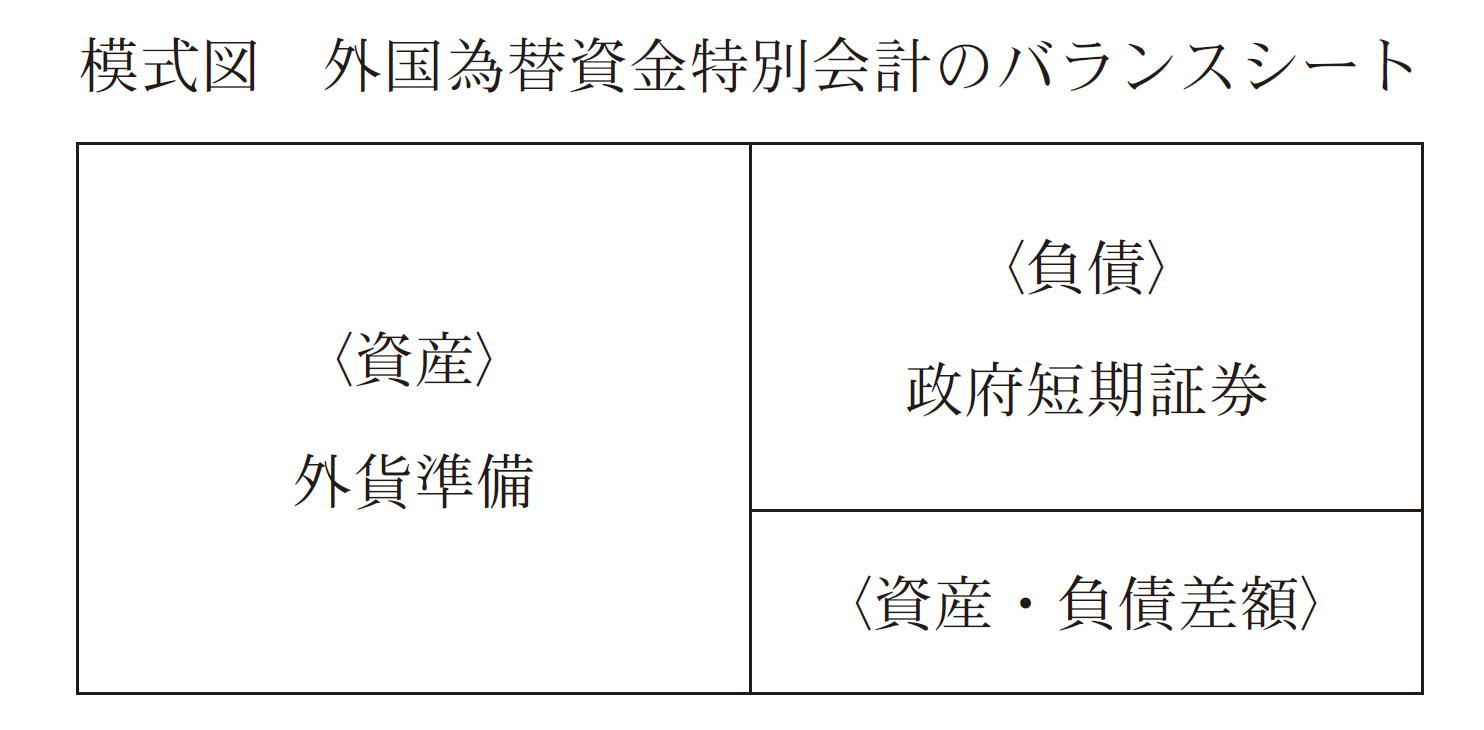 模式図　外国為替資金特別会計のバランスシート
〈資産〉
外貨準備
〈負債〉
政府短期証券
〈資産・負債差額〉